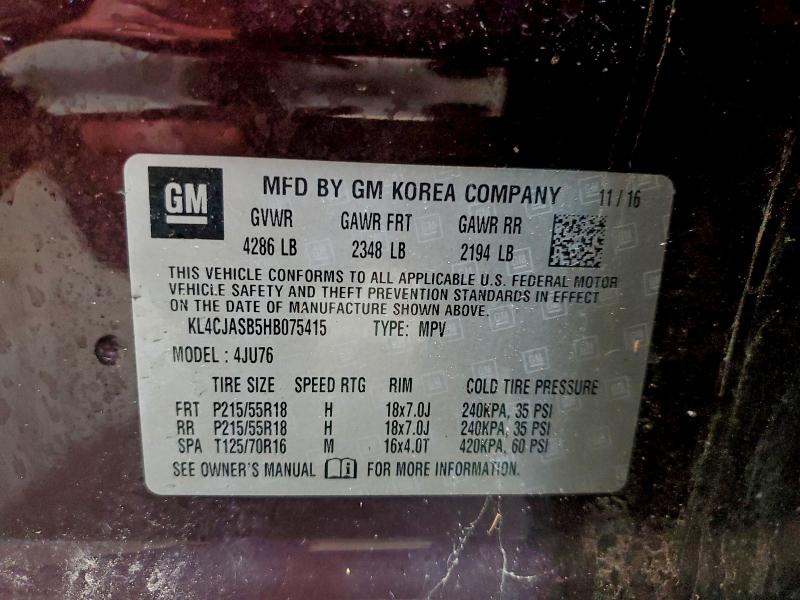 GM MFD BY GM KOREA COMPANY 11 / 16
GVWR GAWR FRT GAWR RR
4286 LB 2348 LB 2194 LB
THIS VEHICLE CONFORMS TO ALL APPLICABLE U.S. FEDERAL MOTOR
VEHICLE SAFETY AND THEFT PREVENTION STANDARDS IN EFFECT
ON THE DATE OF MANUFACTURE SHOWN ABOVE.
KL4CJASB5HB075415 TYPE: MPV
MODEL : 4JU76
TIRE SIZE SPEED RTG RIM COLD TIRE PRESSURE
FRT P215/55R18 H 18x7.0J 240KPA, 35 PSI
RR P215/55R18 H 18x7.0J 240KPA, 35 PSI
SPA T125/70R16 M 16x4.0T 420KPA, 60 PSI
SEE OWNER'S MANUAL FOR MORE INFORMATION.